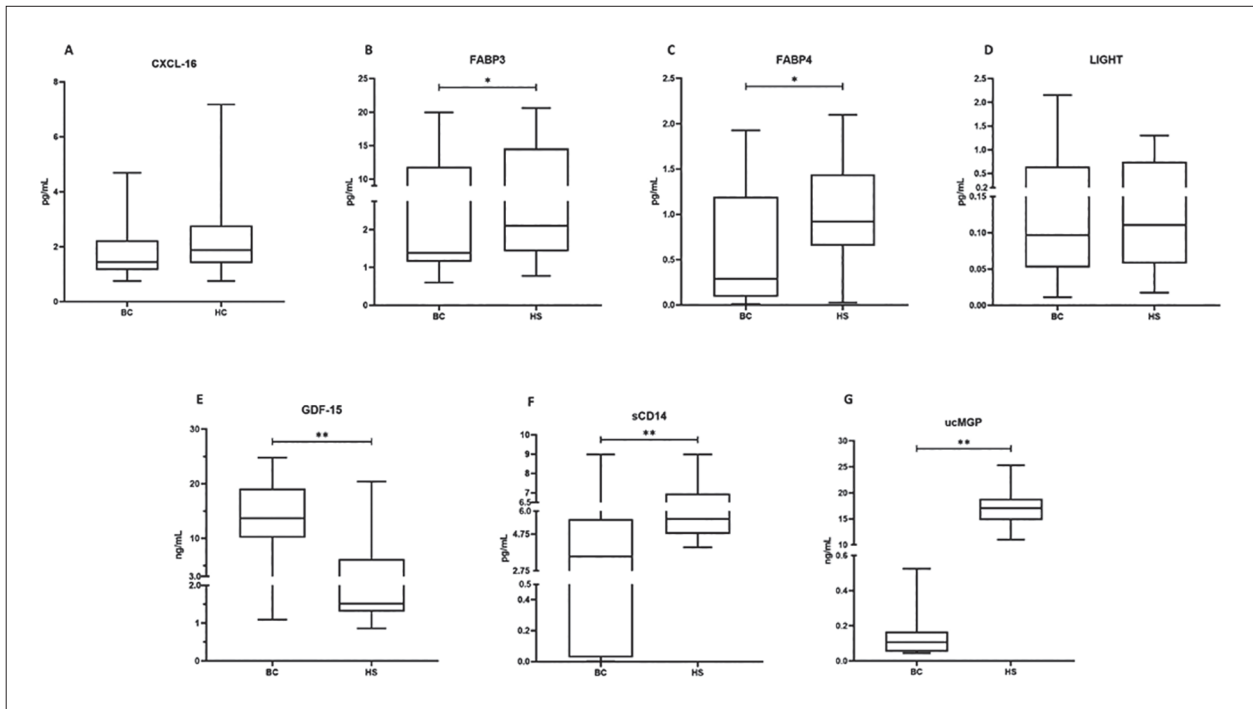 A
CXCL-16
pg/mL
8
6
4
2
0
BC HC
B
FABP3
*
pg/mL
25
20
15
10
2
1
0
BC HS
C
FABP4
*
pg/mL
2.5
2.0
1.5
1.0
0.5
0.0
BC HS
D
LIGHT
pg/mL
2.5
2.0
1.5
1.0
0.5
0.2
0.15
0.10
0.05
0.00
BC HS
E
GDF-15
**
ng/mL
30
20
10
3.0
2.0
1
0
BC HS
F
sCD14
**
pg/mL
10
9
8
7
6.5
6.0
4.75
2.75
0.5
0.2
0.0
BC HS
G
ucMGP
**
ng/mL
30
25
20
15
10
0.6
0.4
0.2
0.0
BC HS